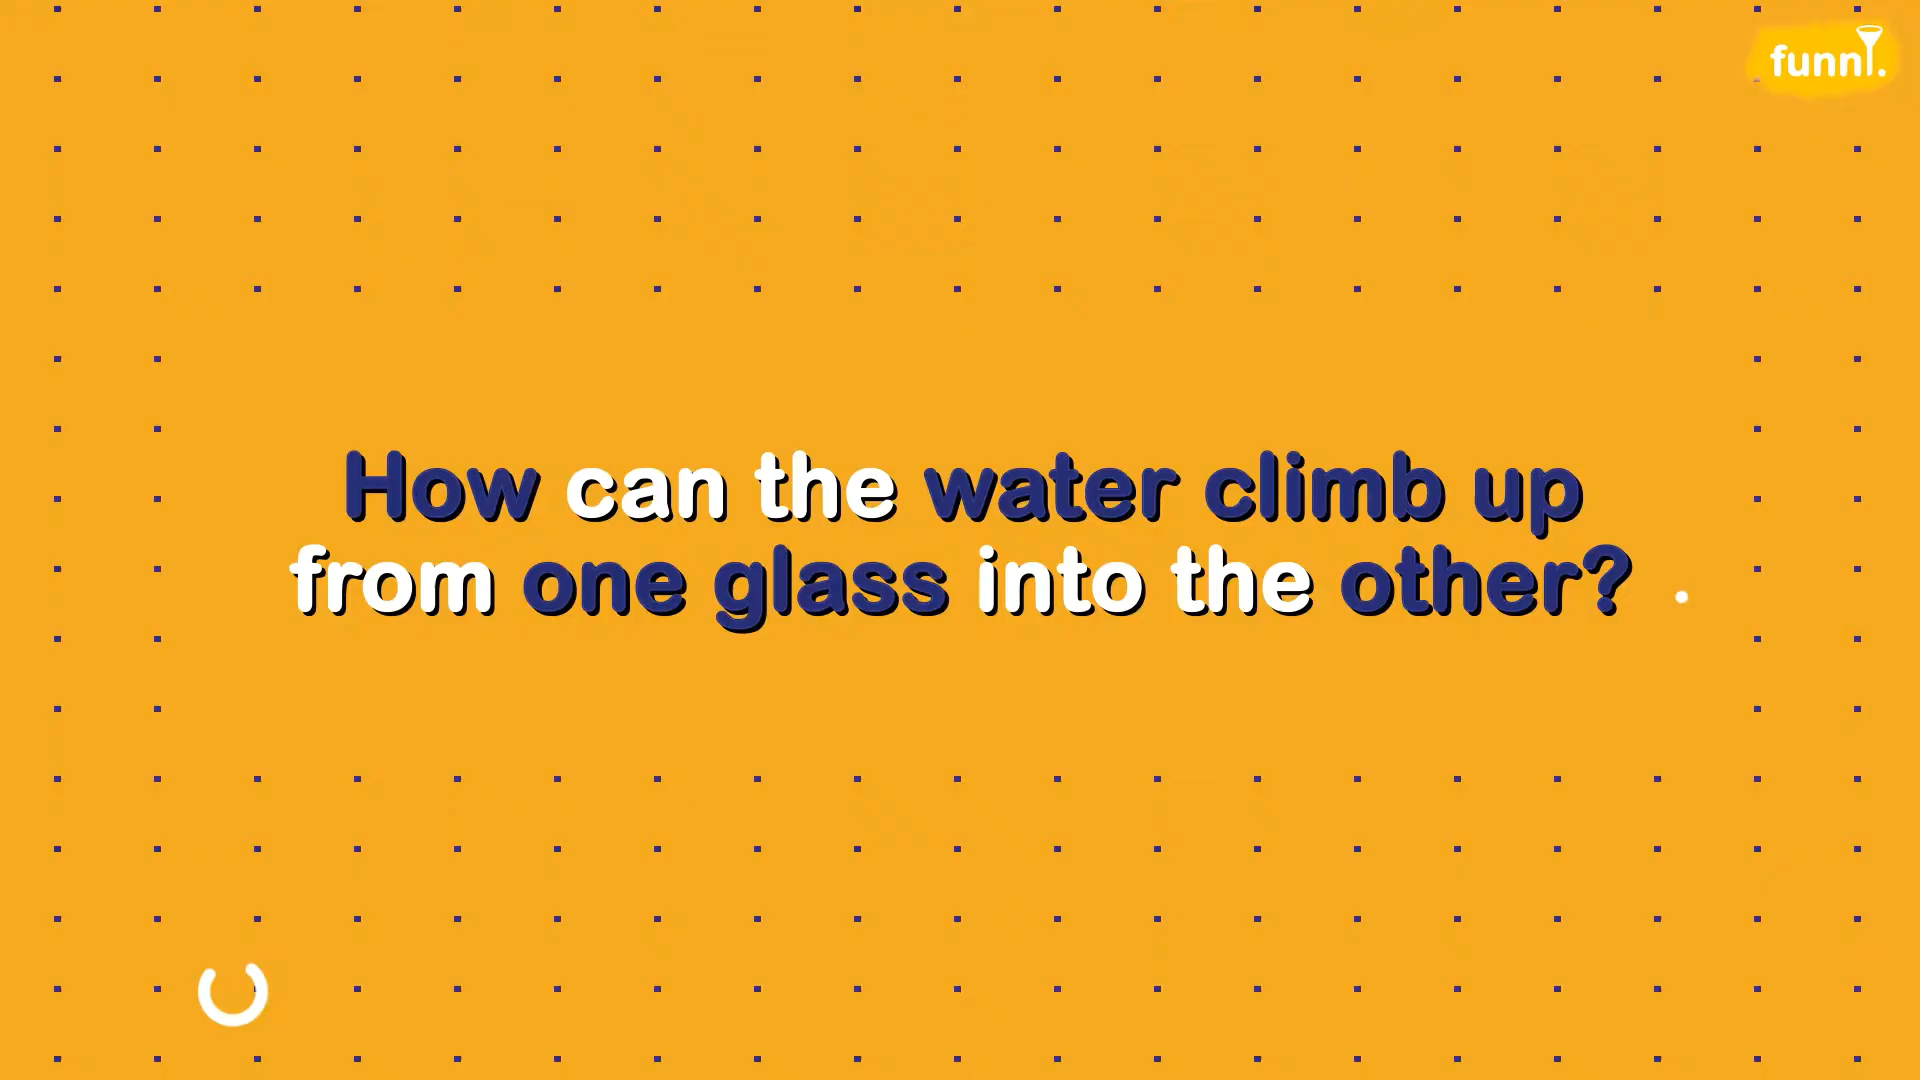 funnl.
How can the water climb up
from one glass into the other?